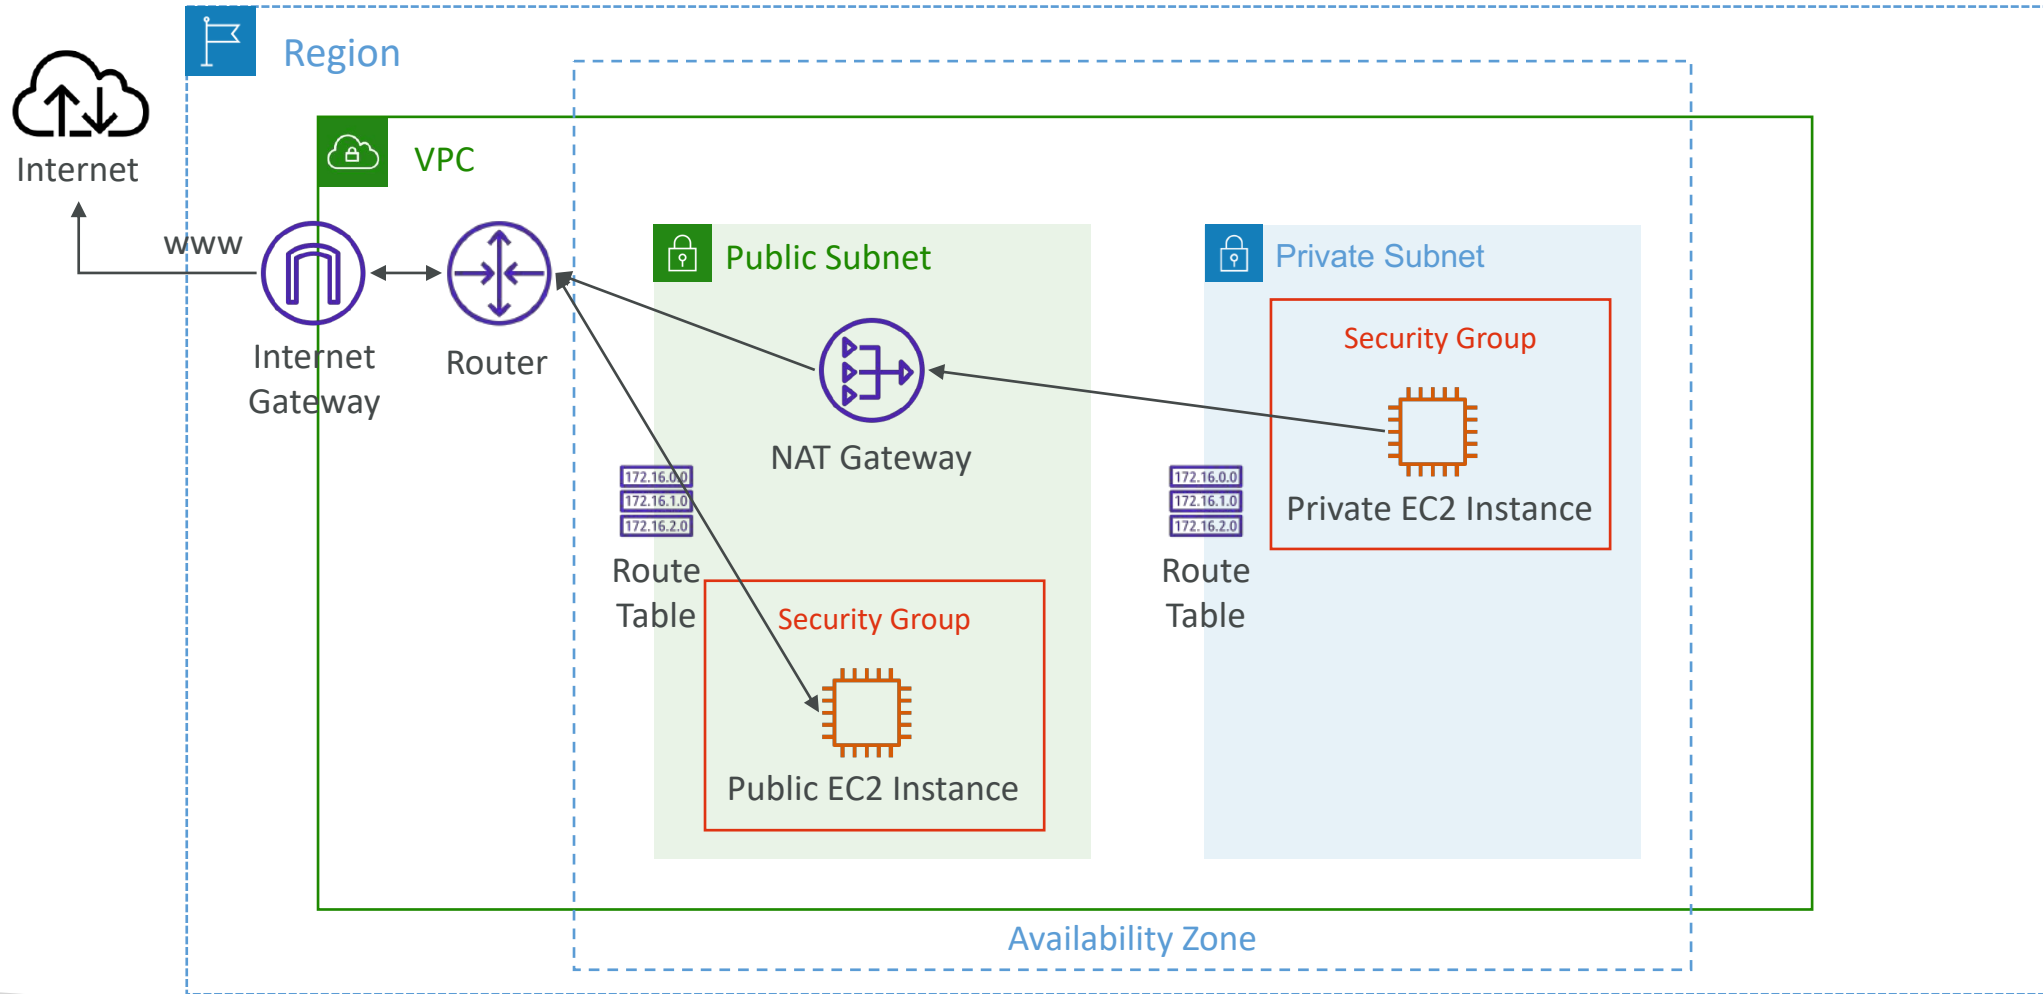 Region
Internet
VPC
www
Public Subnet
Private Subnet
Internet
Gateway
Router
Security Group
NAT Gateway
172.16.0.0
172.16.1.0
172.16.2.0
Route
Table
172.16.0.0
172.16.1.0
172.16.2.0
Route
Table
Private EC2 Instance
Security Group
Public EC2 Instance
Availability Zone